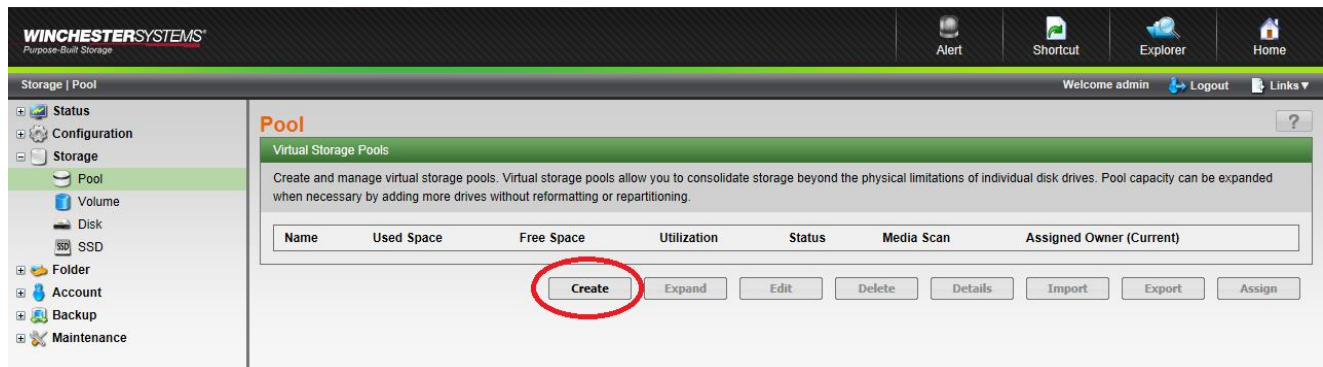 WINCHESTERSYSTEMS®
Purpose-Built Storage
Alert
Shortcut
Explorer
Home
Storage | Pool
Welcome admin
Logout
Links ▼
Status
Configuration
Storage
Pool
Volume
Disk
SSD SSD
Folder
Account
Backup
Maintenance
Pool
?
Virtual Storage Pools
Create and manage virtual storage pools. Virtual storage pools allow you to consolidate storage beyond the physical limitations of individual disk drives. Pool capacity can be expanded
when necessary by adding more drives without reformatting or repartitioning.
Name Used Space Free Space Utilization Status Media Scan Assigned Owner (Current)
Create Expand Edit Delete Details Import Export Assign